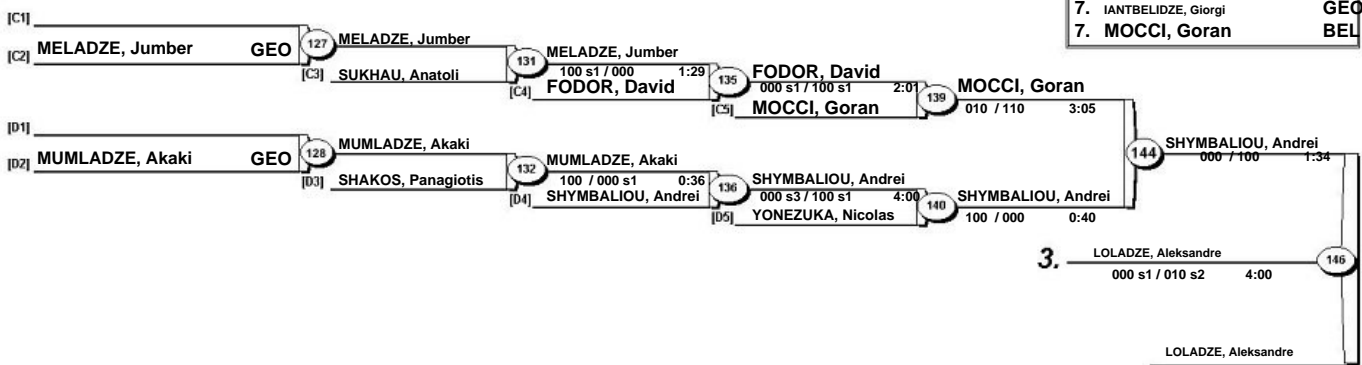 7. IANTBELIDZE, Giorgi GEO
7. MOCCI, Goran BEL
[C1]
[C2] MELADZE, Jumber GEO
127
MELADZE, Jumber
[C3] SUKHAU, Anatoli
131
MELADZE, Jumber
100 s1 / 000 1:29
[C4] FODOR, David
135
FODOR, David
000 s1 / 100 s1 2:01
[C5] MOCCI, Goran
139
MOCCI, Goran
010 / 110 3:05
[D1]
[D2] MUMLADZE, Akaki GEO
128
MUMLADZE, Akaki
[D3] SHAKOS, Panagiotis
132
MUMLADZE, Akaki
100 / 000 s1 0:36
[D4] SHYMBALIOU, Andrei
136
SHYMBALIOU, Andrei
000 s3 / 100 s1 4:00
[D5] YONEZUKA, Nicolas
140
SHYMBALIOU, Andrei
100 / 000 0:40
144
SHYMBALIOU, Andrei
000 / 100 1:34
3. LOLADZE, Aleksandre
000 s1 / 010 s2 4:00
146
LOLADZE, Aleksandre